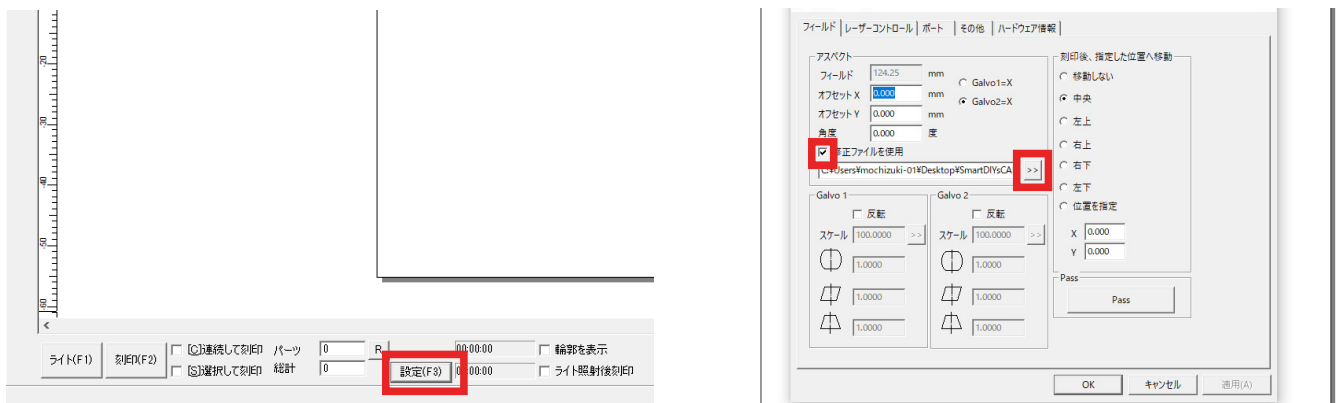 -20
-30
-40
-50
-60
<
ライト(F1)
刻印(F2)
[C]連続して刻印
[S]選択して刻印
パーツ 0 R
総計 0
00:00:00
設定(F3)
:00:00
輪郭を表示
ライト照射後刻印
フィールド レーザーコントロール ポート その他 ハードウェア情報
アスペクト
フィールド 124.25 mm
オフセット X 0.000 mm
オフセット Y 0.000 mm
角度 0.000 度
Galvo1=X
Galvo2=X
正ファイルを使用
C:¥Users¥mochizuki-01¥Desktop¥SmartDIYsCA >>
Galvo 1
反転
スケール 100.0000 >>
1.0000
1.0000
1.0000
Galvo 2
反転
スケール 100.0000 >>
1.0000
1.0000
1.0000
刻印後、指定した位置へ移動
移動しない
中央
左上
右上
右下
左下
位置を指定
X 0.000
Y 0.000
Pass
Pass
OK キャンセル 適用(A)